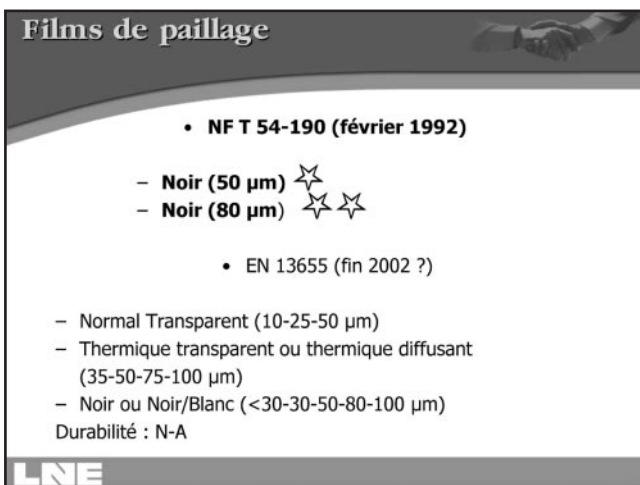 Films de paillage
• NF T 54-190 (février 1992)
– Noir (50 µm)
– Noir (80 µm)
• EN 13655 (fin 2002 ?)
– Normal Transparent (10-25-50 µm)
– Thermique transparent ou thermique diffusant
(35-50-75-100 µm)
– Noir ou Noir/Blanc (<30-30-50-80-100 µm)
Durabilité : N-A
LNE